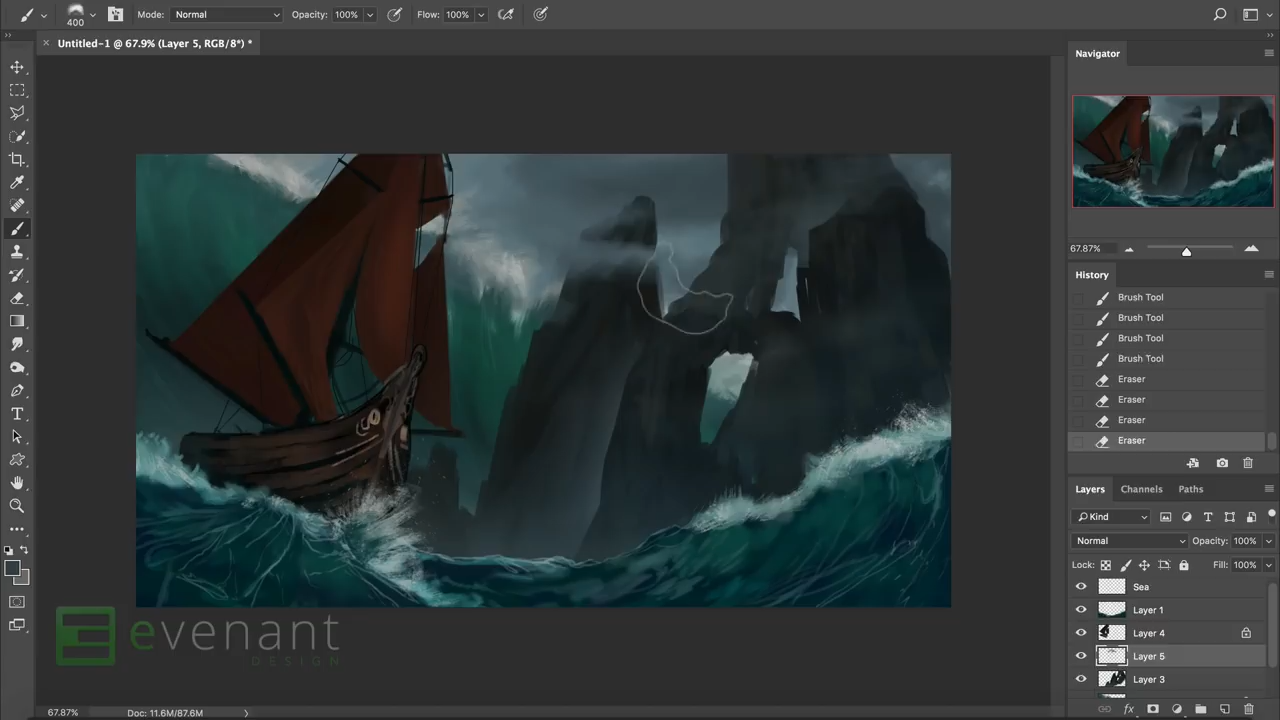 400
Mode: Normal
Opacity: 100%
Flow: 100%
× Untitled-1 @ 67.9% (Layer 5, RGB/8*) *
Navigator
67.87%
History
Brush Tool
Brush Tool
Brush Tool
Brush Tool
Eraser
Eraser
Eraser
Eraser
Layers Channels Paths
Kind
Normal Opacity: 100%
Lock: Fill: 100%
Sea
Layer 1
Layer 4
Layer 5
Layer 3
fx
evenant
DESIGN
67.87% Doc: 11.6M/87.6M